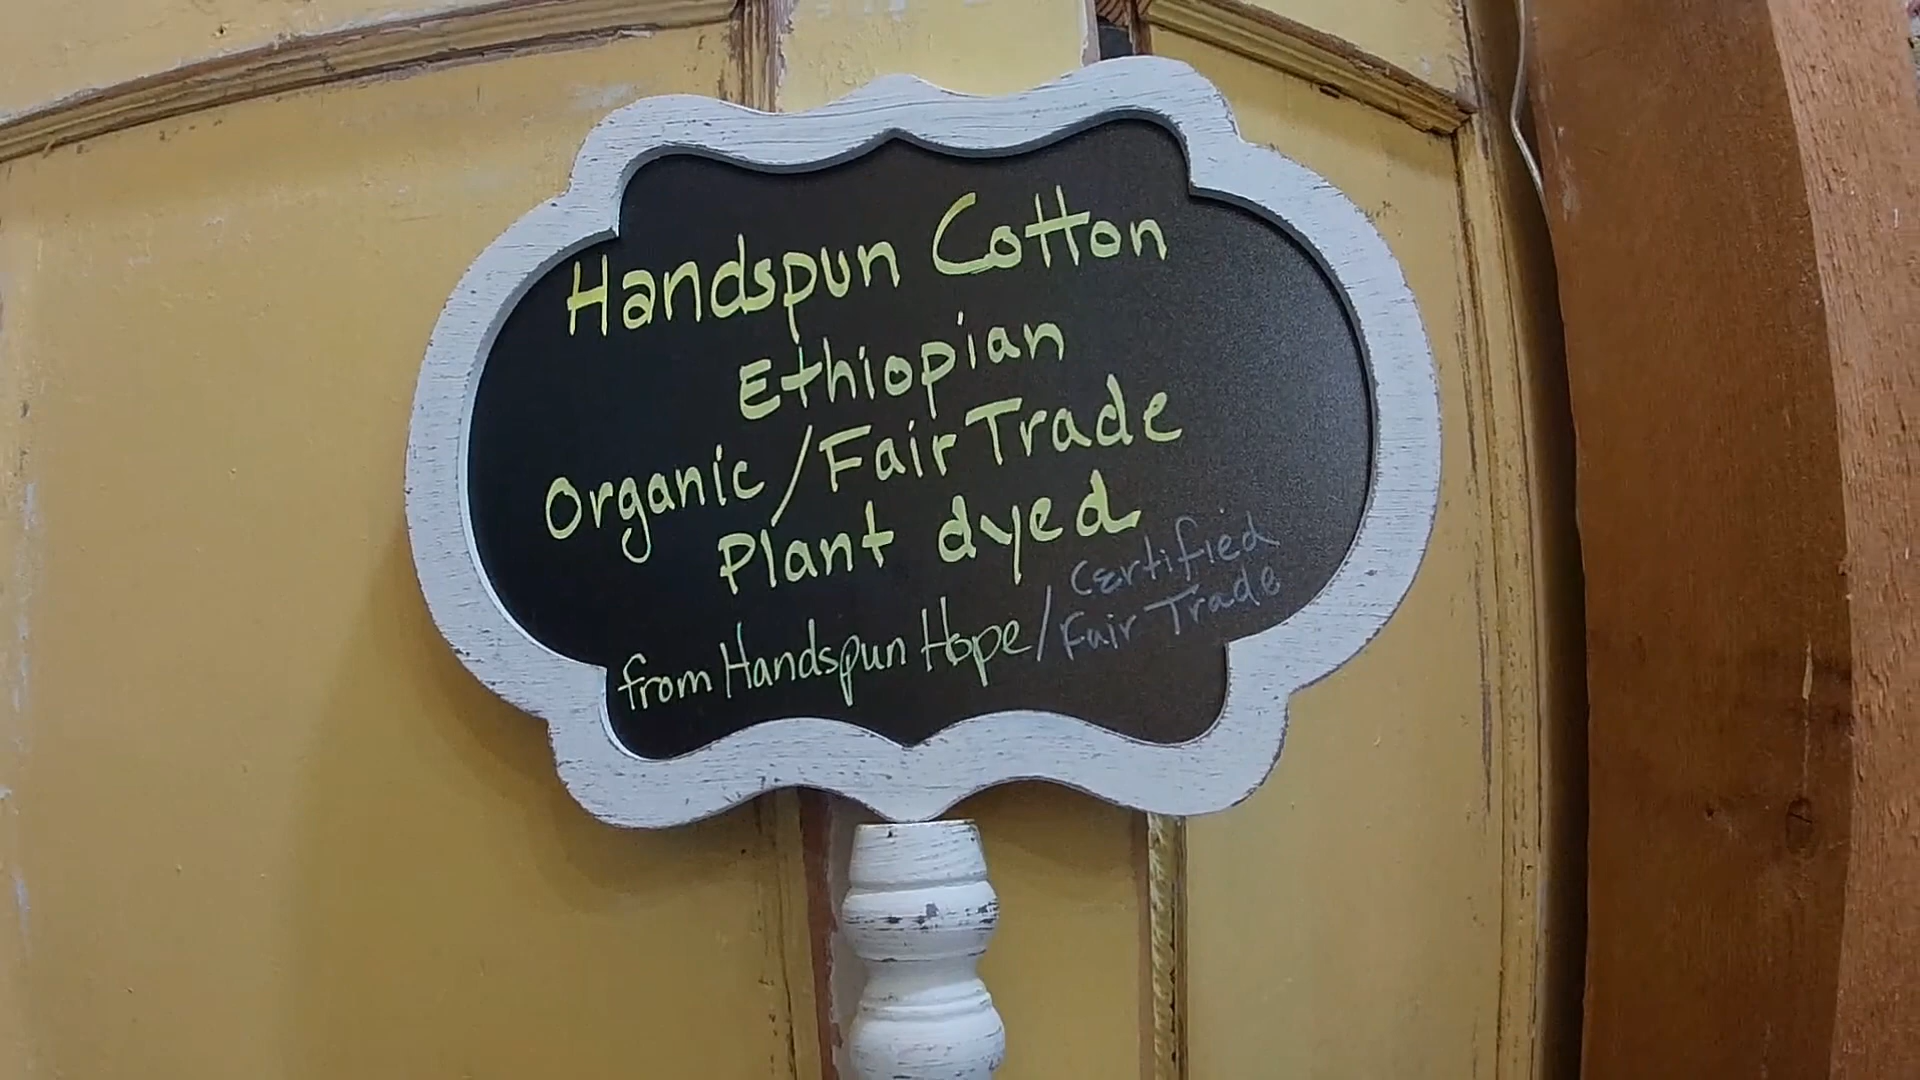 Handspun Cotton
Ethiopian
Organic/Fair Trade
Plant dyed
from Handspun Hope/Certified
Fair Trade